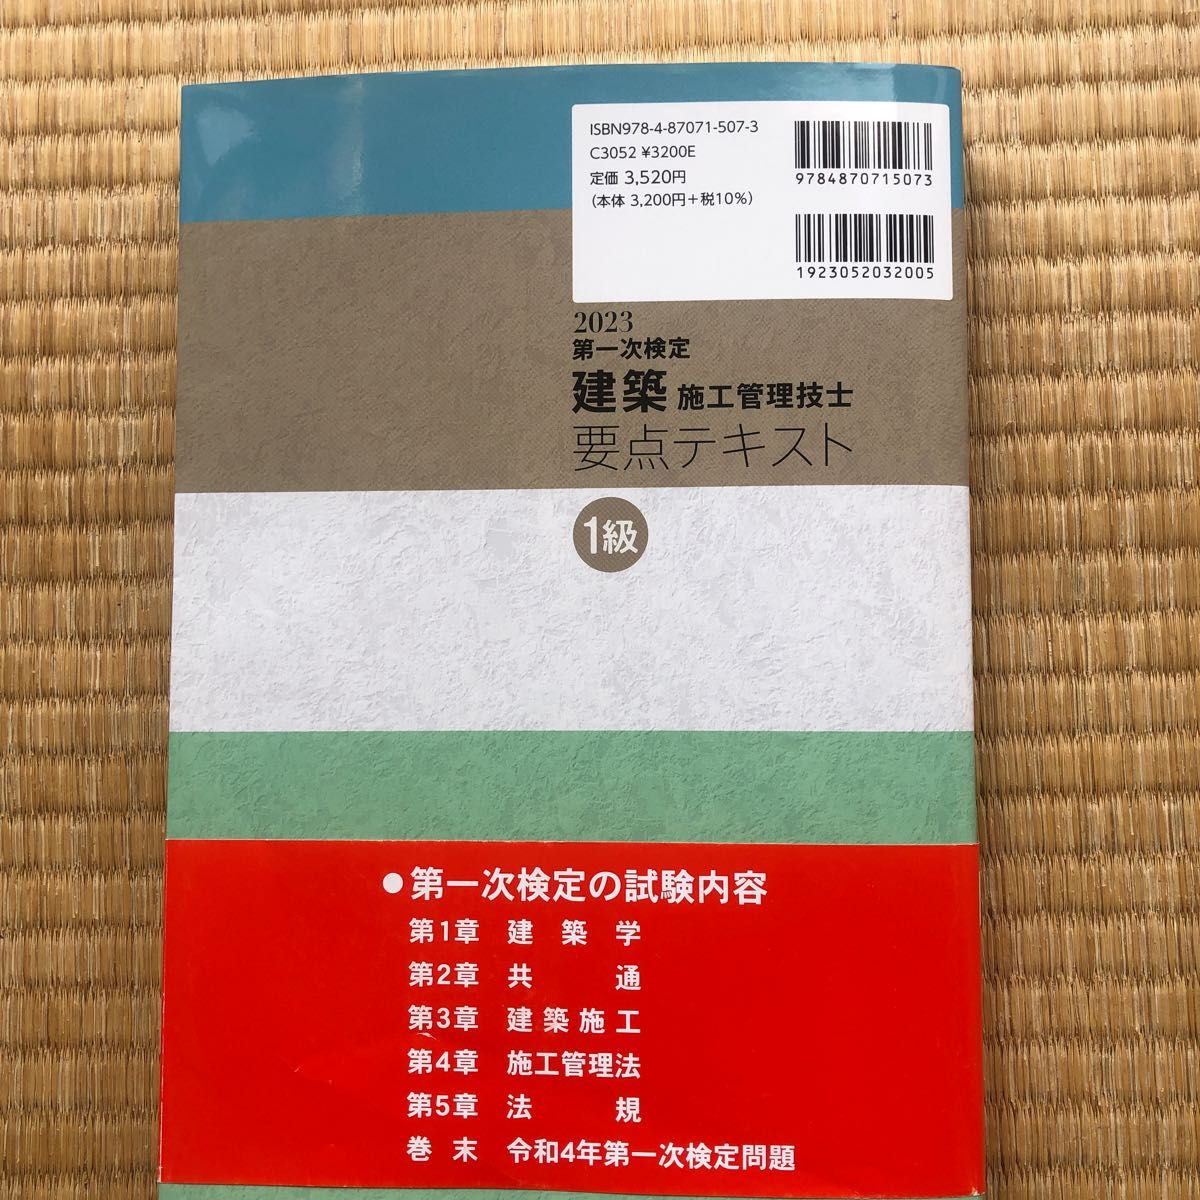 ISBN978-4-87071-507-3
C3052 ¥3200E
定価 3,520円
(本体 3,200円+税10%)
9784870715073
1923052032005
2023
第一次検定
建築 施工管理技士
要点テキスト
1級
●第一次検定の試験内容
第1章 建築学
第2章 共通
第3章 建築施工
第4章 施工管理法
第5章 法規
巻末 令和4年第一次検定問題